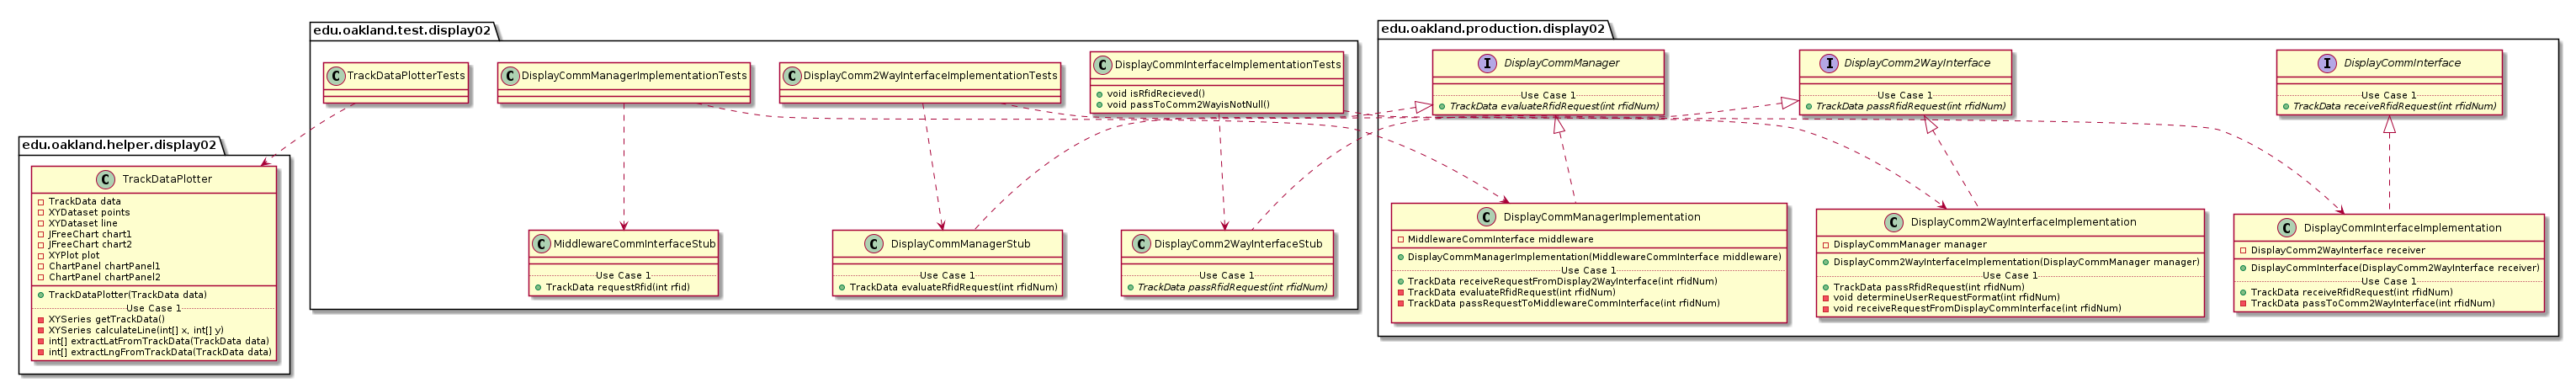 edu.oakland.helper.display02
C TrackDataPlotter
TrackData data
XYDataset points
XYDataset line
JFreeChart chart1
JFreeChart chart2
XYPlot plot
ChartPanel chartPanel1
ChartPanel chartPanel2
TrackDataPlotter(TrackData data)
Use Case 1
XYSeries getTrackData()
XYSeries calculateLine(int[] x, int[] y)
int[] extractLatFromTrackData(TrackData data)
int[] extractLngFromTrackData(TrackData data)
edu.oakland.test.display02
C TrackDataPlotterTests
C DisplayCommManagerImplementationTests
C DisplayComm2WayInterfaceImplementationTests
C DisplayCommInterfaceImplementationTests
void isRfidRecieved()
void passToComm2WayisNotNull()
C MiddlewareCommInterfaceStub
Use Case 1
TrackData requestRfid(int rfid)
C DisplayCommManagerStub
Use Case 1
TrackData evaluateRfidRequest(int rfidNum)
C DisplayComm2WayInterfaceStub
Use Case 1
TrackData passRfidRequest(int rfidNum)
edu.oakland.production.display02
I DisplayCommManager
Use Case 1
TrackData evaluateRfidRequest(int rfidNum)
I DisplayComm2WayInterface
Use Case 1
TrackData passRfidRequest(int rfidNum)
I DisplayCommInterface
Use Case 1
TrackData receiveRfidRequest(int rfidNum)
C DisplayCommManagerImplementation
MiddlewareCommInterface middleware
DisplayCommManagerImplementation(MiddlewareCommInterface middleware)
Use Case 1
TrackData receiveRequestFromDisplay2WayInterface(int rfidNum)
TrackData evaluateRfidRequest(int rfidNum)
TrackData passRequestToMiddlewareCommInterface(int rfidNum)
C DisplayComm2WayInterfaceImplementation
DisplayCommManager manager
DisplayComm2WayInterfaceImplementation(DisplayCommManager manager)
Use Case 1
TrackData passRfidRequest(int rfidNum)
void determineUserRequestFormat(int rfidNum)
void receiveRequestFromDisplayCommInterface(int rfidNum)
C DisplayCommInterfaceImplementation
DisplayComm2WayInterface receiver
DisplayCommInterface(DisplayComm2WayInterface receiver)
Use Case 1
TrackData receiveRfidRequest(int rfidNum)
TrackData passToComm2WayInterface(int rfidNum)